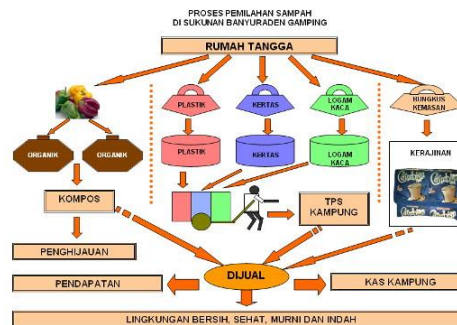 PROSES PEMILAHAN SAMPAH
DI SUKUNAN BANYURADEN GAMPING
RUMAH TANGGA
PLASTIK
KERTAS
LOGAM
KACA
BUNGKUS
KEMASAN
ORGANIK
ORGANIK
PLASTIK
KERTAS
LOGAM
KACA
KERAJINAN
KOMPOS
TPS
KAMPUNG
PENGHIJAUAN
PENDAPATAN
DIJUAL
KAS KAMPUNG
LINGKUNGAN BERSIH, SEHAT, MURNI DAN INDAH